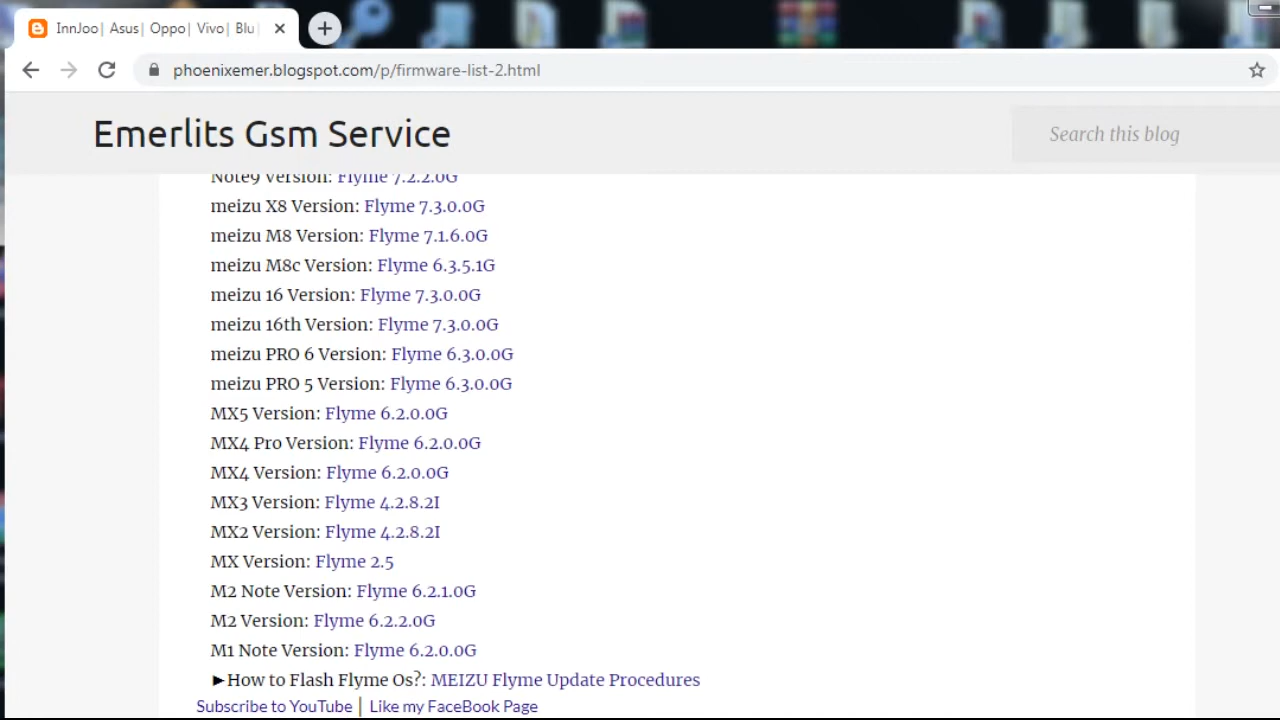 InnJoo| Asus| Oppo| Vivo| Blu
phoenixemer.blogspot.com/p/firmware-list-2.html
Emerlits Gsm Service
Search this blog
Note9 Version: Flyme 7.2.2.0G
meizu X8 Version: Flyme 7.3.0.0G
meizu M8 Version: Flyme 7.1.6.0G
meizu M8c Version: Flyme 6.3.5.1G
meizu 16 Version: Flyme 7.3.0.0G
meizu 16th Version: Flyme 7.3.0.0G
meizu PRO 6 Version: Flyme 6.3.0.0G
meizu PRO 5 Version: Flyme 6.3.0.0G
MX5 Version: Flyme 6.2.0.0G
MX4 Pro Version: Flyme 6.2.0.0G
MX4 Version: Flyme 6.2.0.0G
MX3 Version: Flyme 4.2.8.2I
MX2 Version: Flyme 4.2.8.2I
MX Version: Flyme 2.5
M2 Note Version: Flyme 6.2.1.0G
M2 Version: Flyme 6.2.2.0G
M1 Note Version: Flyme 6.2.0.0G
►How to Flash Flyme Os?: MEIZU Flyme Update Procedures
Subscribe to YouTube | Like my FaceBook Page